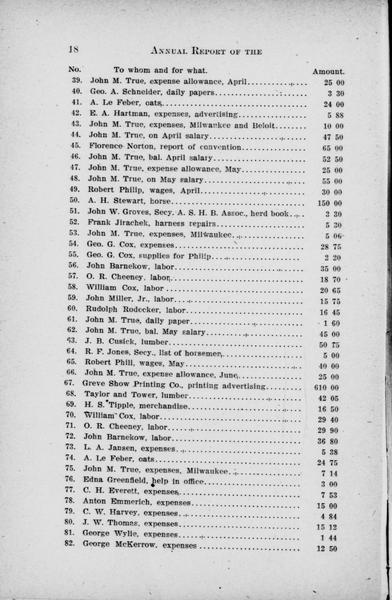 18 Annual Report of the
No. To whom and for what. Amount.
39. John M. True, expense allowance, April 25 00
40. Geo. A. Schneider, daily papers 3 30
41. A. Le Feber, oats 24 00
42. E. A. Hartman, expenses, advertising 5 88
43. John M. True, expenses, Milwaukee and Beloit 10 00
44. John M. True, on April salary 47 50
45. Florence Norton, report of convention 65 00
46. John M. True, bal. April salary 52 50
47. John M. True, expense allowance, May 25 00
48. John M. True, on May salary 55 00
49. Robert Philip, wages, April 30 00
50. A. H. Stewart, horse 150 00
51. John W. Groves, Secy. A. S. H. B. Assoc., herd book 3 30
52. Frank Jirachek, harness repairs 5 30
53. John M. True, expenses, Milwaukee 5 06
54. Geo. G. Cox, expenses 28 75
55. Geo. G. Cox, supplies for Philip 2 20
56. John Barnekow, labor 35 00
57. O. R. Cheeney, labor 18 70
58. William Cox, labor 20 65
59. John Miller, Jr., labor 15 75
60. Rudolph Rodecker, labor 16 45
61. John M. True, daily paper 1 60
62. John M. True, bal. May salary 45 00
63. J. B. Cusick, lumber 50 75
64. R. F. Jones, Secy., list of horsemen 5 00
65. Robert Phili, wages, May 40 00
66. John M. True, expense allowance, June 25 00
67. Greve Show Printing Co., printing advertising 610 00
68. Taylor and Tower, lumber 42 05
69. H. S. Tipple, merchandise 16 50
70. William Cox, labor 29 40
71. O. R. Cheeney, labor 29 90
72. John Barnekow, labor 36 80
73. L. A. Jansen, expenses 5 38
74. A. Le Feber, oats 24 75
75. John M. True, expenses, Milwaukee 7 14
76. Edna Greenfield, help in office 3 00
77. C. H. Everett, expenses 7 53
78. Anton Emmerich, expenses 15 00
79. C. W. Harvey, expenses 4 84
80. J. W. Thomas, expenses 15 12
81. George Wylie, expenses 1 44
82. George McKerrow, expenses 12 50